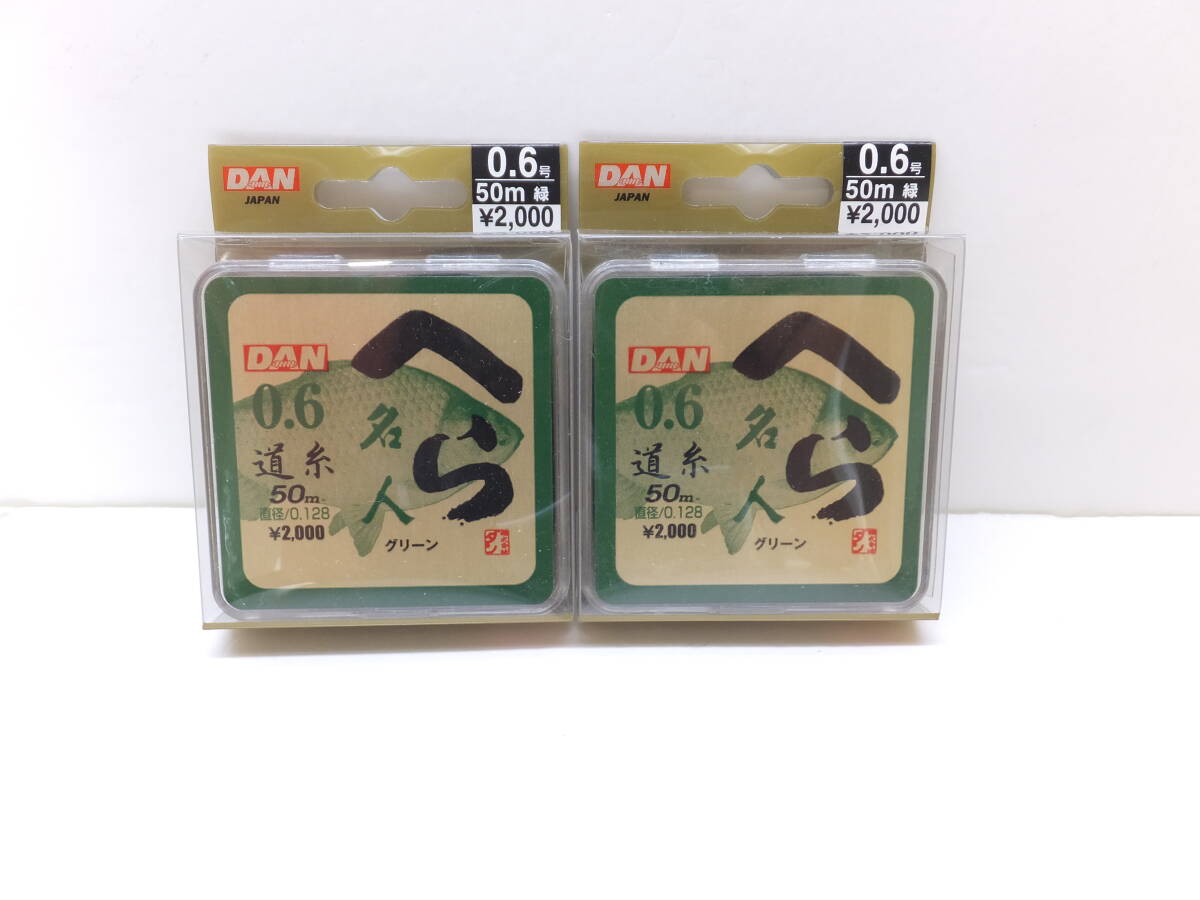 DAN
JAPAN
0.6号
50m 緑
¥2,000
へら
名人
DAN
0.6
道糸
50m
直径/0.128
¥2,000
グリーン
DAN
JAPAN
0.6号
50m 緑
¥2,000
へら
名人
DAN
0.6
道糸
50m
直径/0.128
¥2,000
グリーン